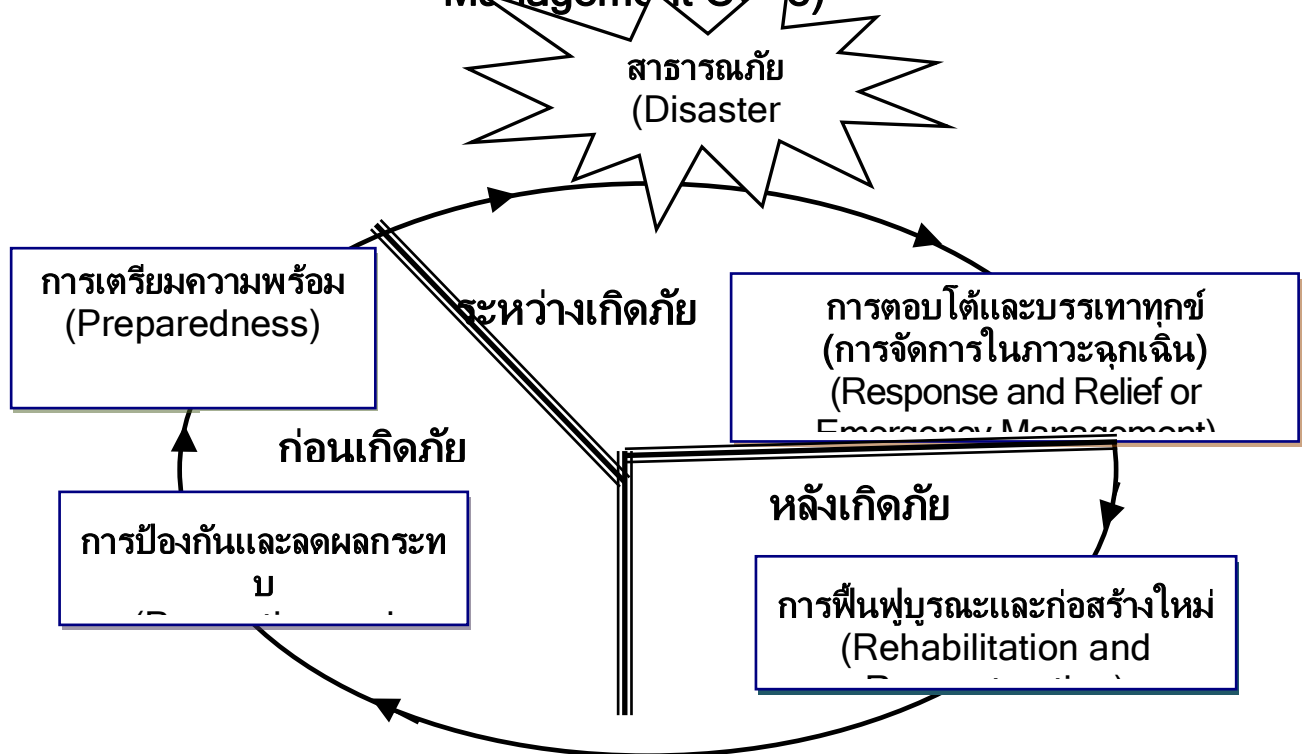 สาธารณภัย
(Disaster
การเตรียมความพร้อม
(Preparedness)
ระหว่างเกิดภัย
การตอบโต้และบรรเทาทุกข์
(การจัดการในภาวะฉุกเฉิน)
(Response and Relief or
Emergency Management)
ก่อนเกิดภัย
หลังเกิดภัย
การป้องกันและลดผลกระท
บ
การฟื้นฟูบูรณะและก่อสร้างใหม่
(Rehabilitation and